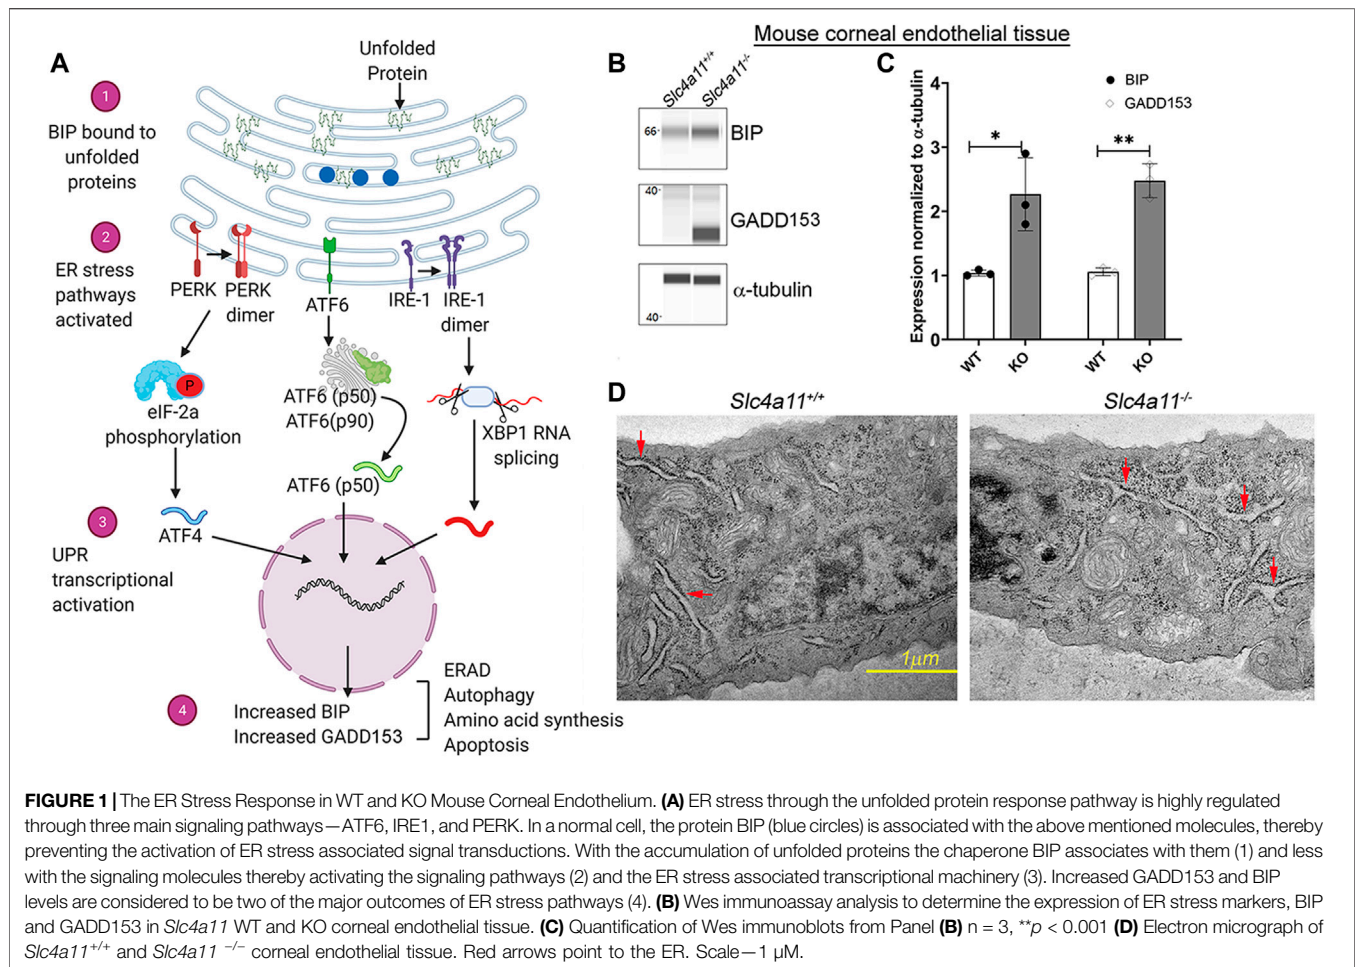 Mouse corneal endothelial tissue
A
Unfolded
Protein
1
BIP bound to
unfolded
proteins
2
ER stress
pathways
activated
PERK
PERK
dimer
ATF6
IRE-1
IRE-1
dimer
P
eIF-2a
phosphorylation
ATF6 (p50)
ATF6(p90)
XBP1 RNA
splicing
ATF6 (p50)
3
ATF4
UPR
transcriptional
activation
4
Increased BIP
Increased GADD153
ERAD
Autophagy
Amino acid synthesis
Apoptosis
B
Slc4a11+/+
Slc4a11-/-
66
BIP
40
GADD153
α-tubulin
40
C
Expression normalized to α-tubulin
4
3
2
1
0
BIP
GADD153
*
**
WT
KO
WT
KO
D
Slc4a11+/+
Slc4a11-/-
1µm
FIGURE 1 | The ER Stress Response in WT and KO Mouse Corneal Endothelium. (A) ER stress through the unfolded protein response pathway is highly regulated
through three main signaling pathways—ATF6, IRE1, and PERK. In a normal cell, the protein BIP (blue circles) is associated with the above mentioned molecules, thereby
preventing the activation of ER stress associated signal transductions. With the accumulation of unfolded proteins the chaperone BIP associates with them (1) and less
with the signaling molecules thereby activating the signaling pathways (2) and the ER stress associated transcriptional machinery (3). Increased GADD153 and BIP
levels are considered to be two of the major outcomes of ER stress pathways (4). (B) Wes immunoassay analysis to determine the expression of ER stress markers, BIP
and GADD153 in Slc4a11 WT and KO corneal endothelial tissue. (C) Quantification of Wes immunoblots from Panel (B) n = 3, **p < 0.001 (D) Electron micrograph of
Slc4a11+/+ and Slc4a11 −/− corneal endothelial tissue. Red arrows point to the ER. Scale—1 µM.